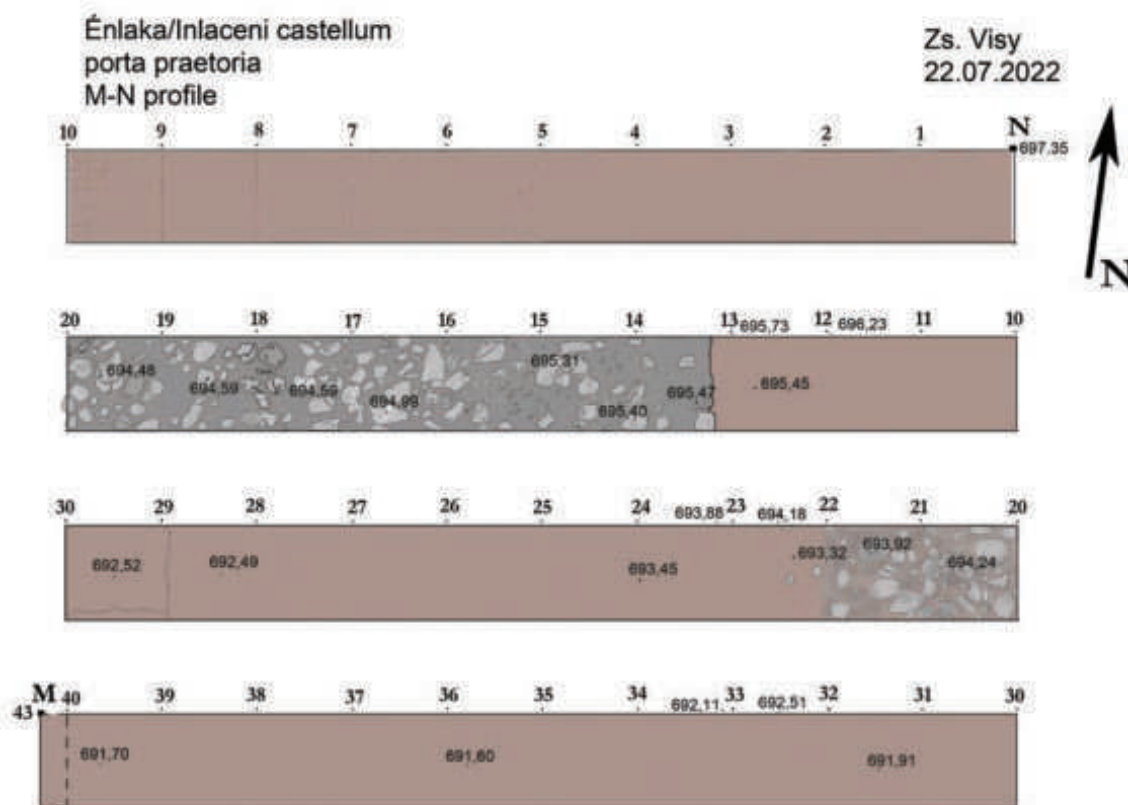 Énlaka/Inlaceni castellum
porta praetoria
M-N profile
Zs. Visy
22.07.2022
10 9 8 7 6 5 4 3 2 1 N
697.35
N
20 19 18 17 16 15 14 13 695,73 12 696,23 11 10
694,48 694,59 694,59 694,99 695,31 695,40 695,47 695,45
30 29 28 27 26 25 24 693,88 23 694,18 22 21 20
692,52 692,49 693,45 693,32 693,92 694,24
M 40 39 38 37 36 35 34 692,11 33 692,51 32 31 30
43
691,70 691,60 691,91